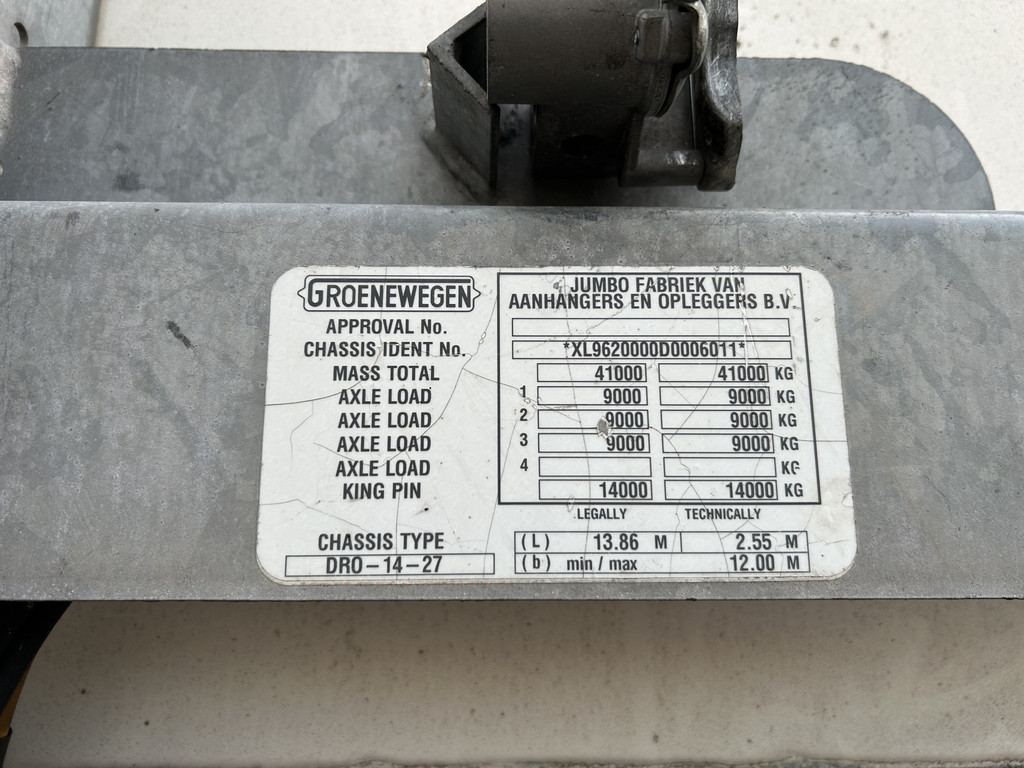 GROENEWEGEN
JUMBO FABRIEK VAN
AANHANGERS EN OPLEGGERS B.V.
APPROVAL No.
CHASSIS IDENT No. *XL9620000D0006011*
MASS TOTAL 41000 41000 KG
AXLE LOAD 1 9000 9000 KG
AXLE LOAD 2 9000 9000 KG
AXLE LOAD 3 9000 9000 KG
AXLE LOAD 4 KG
KING PIN 14000 14000 KG
LEGALLY TECHNICALLY
CHASSIS TYPE (L) 13.86 M 2.55 M
DRO-14-27 (b) min/max 12.00 M